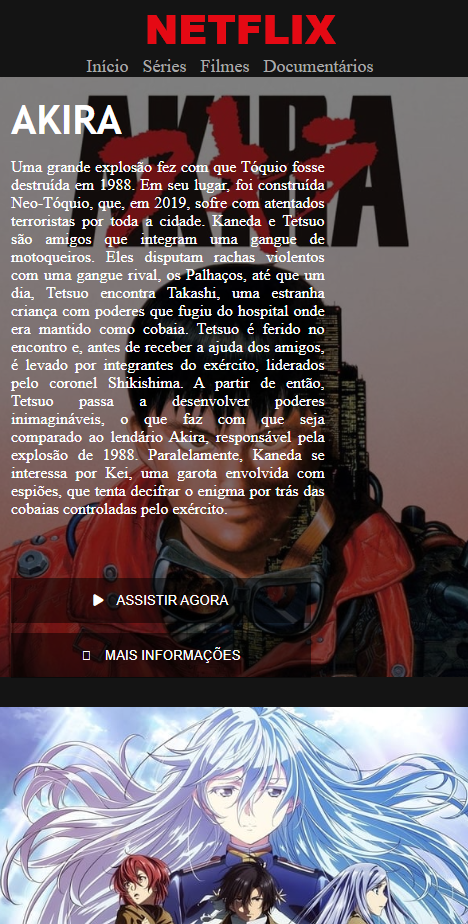 NETFLIX
Início Séries Filmes Documentários
AKIRA
AKIRA
アキラ
Uma grande explosão fez com que Tóquio fosse
destruída em 1988. Em seu lugar, foi construída
Neo-Tóquio, que, em 2019, sofre com atentados
terroristas por toda a cidade. Kaneda e Tetsuo
são amigos que integram uma gangue de
motoqueiros. Eles disputam rachas violentos
com uma gangue rival, os Palhaços, até que um
dia, Tetsuo encontra Takashi, uma estranha
criança com poderes que fugiu do hospital onde
era mantido como cobaia. Tetsuo é ferido no
encontro e, antes de receber a ajuda dos amigos,
é levado por integrantes do exército, liderados
pelo coronel Shikishima. A partir de então,
Tetsuo passa a desenvolver poderes
inimagináveis, o que faz com que seja
comparado ao lendário Akira, responsável pela
explosão de 1988. Paralelamente, Kaneda se
interessa por Kei, uma garota envolvida com
espiões, que tenta decifrar o enigma por trás das
cobaias controladas pelo exército.
ASSISTIR AGORA
MAIS INFORMAÇÕES